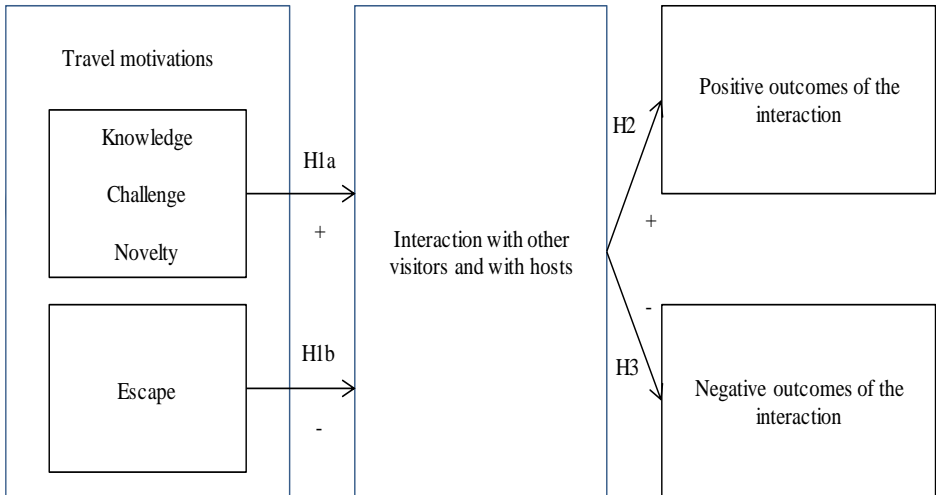 Travel motivations
Knowledge
Challenge
Novelty
Escape
H1a
+
H1b
-
Interaction with other
visitors and with hosts
H2
+
-
H3
Positive outcomes of the
interaction
Negative outcomes of the
interaction